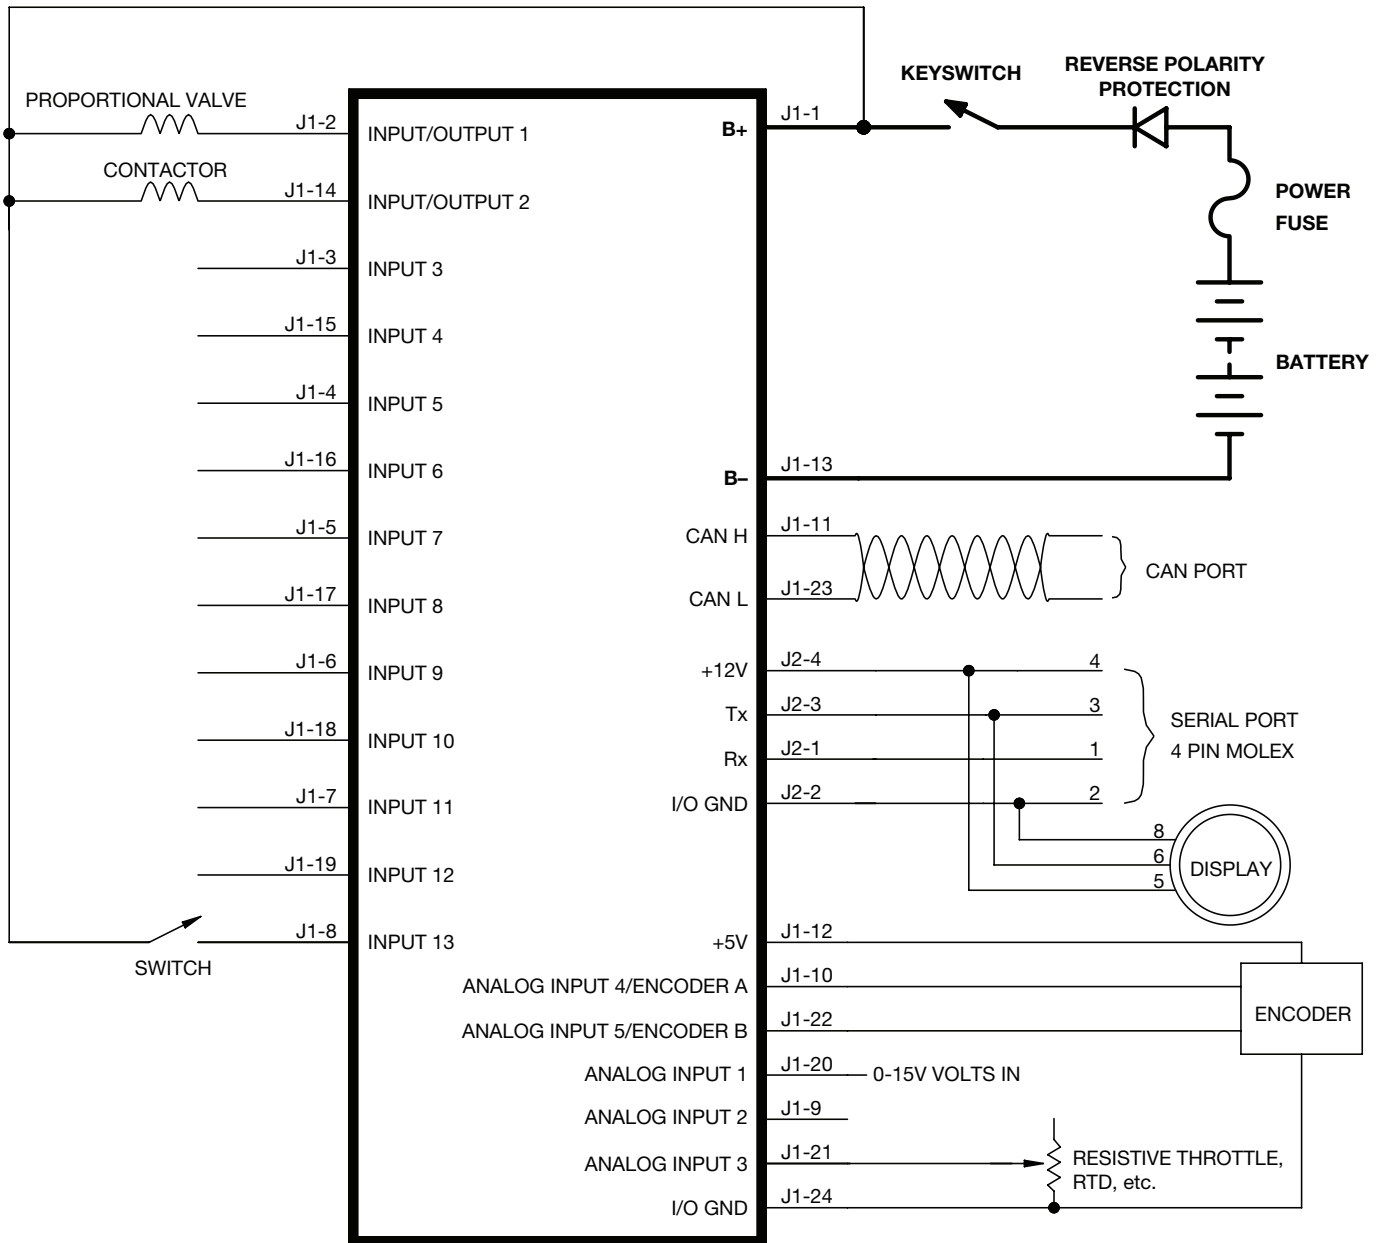 KEYSWITCH
REVERSE POLARITY
PROTECTION
POWER
FUSE
BATTERY
PROPORTIONAL VALVE
CONTACTOR
SWITCH
J1-2
J1-14
J1-3
J1-15
J1-4
J1-16
J1-5
J1-17
J1-6
J1-18
J1-7
J1-19
J1-8
INPUT/OUTPUT 1
INPUT/OUTPUT 2
INPUT 3
INPUT 4
INPUT 5
INPUT 6
INPUT 7
INPUT 8
INPUT 9
INPUT 10
INPUT 11
INPUT 12
INPUT 13
B+
B–
CAN H
CAN L
+12V
Tx
Rx
I/O GND
+5V
ANALOG INPUT 4/ENCODER A
ANALOG INPUT 5/ENCODER B
ANALOG INPUT 1
ANALOG INPUT 2
ANALOG INPUT 3
I/O GND
J1-1
J1-13
J1-11
J1-23
J2-4
J2-3
J2-1
J2-2
J1-12
J1-10
J1-22
J1-20
J1-9
J1-21
J1-24
CAN PORT
4
3
1
2
SERIAL PORT
4 PIN MOLEX
8
6
5
DISPLAY
ENCODER
0-15V VOLTS IN
RESISTIVE THROTTLE,
RTD, etc.